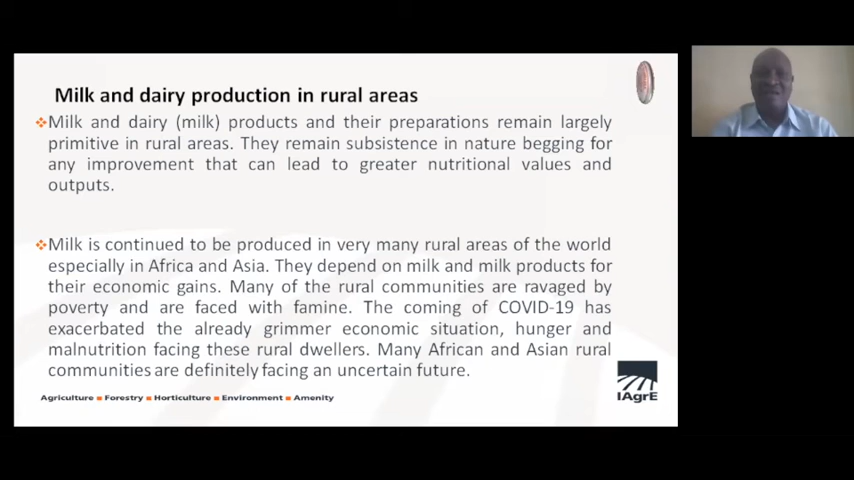 Milk and dairy production in rural areas
❖Milk and dairy (milk) products and their preparations remain largely
primitive in rural areas. They remain subsistence in nature begging for
any improvement that can lead to greater nutritional values and
outputs.
❖Milk is continued to be produced in very many rural areas of the world
especially in Africa and Asia. They depend on milk and milk products for
their economic gains. Many of the rural communities are ravaged by
poverty and are faced with famine. The coming of COVID-19 has
exacerbated the already grimmer economic situation, hunger and
malnutrition facing these rural dwellers. Many African and Asian rural
communities are definitely facing an uncertain future.
Agriculture ■ Forestry ■ Horticulture ■ Environment ■ Amenity
IAgrE